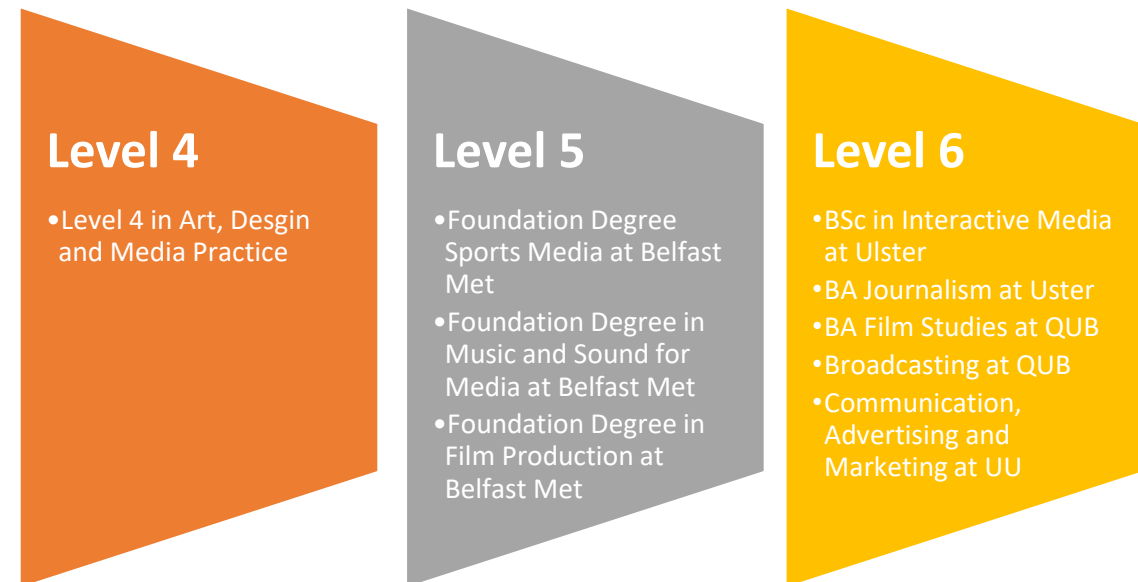 Level 4
•Level 4 in Art, Desgin
and Media Practice
Level 5
•Foundation Degree
Sports Media at Belfast
Met
•Foundation Degree in
Music and Sound for
Media at Belfast Met
•Foundation Degree in
Film Production at
Belfast Met
Level 6
•BSc in Interactive Media
at Ulster
•BA Journalism at Uster
•BA Film Studies at QUB
•Broadcasting at QUB
•Communication,
Advertising and
Marketing at UU